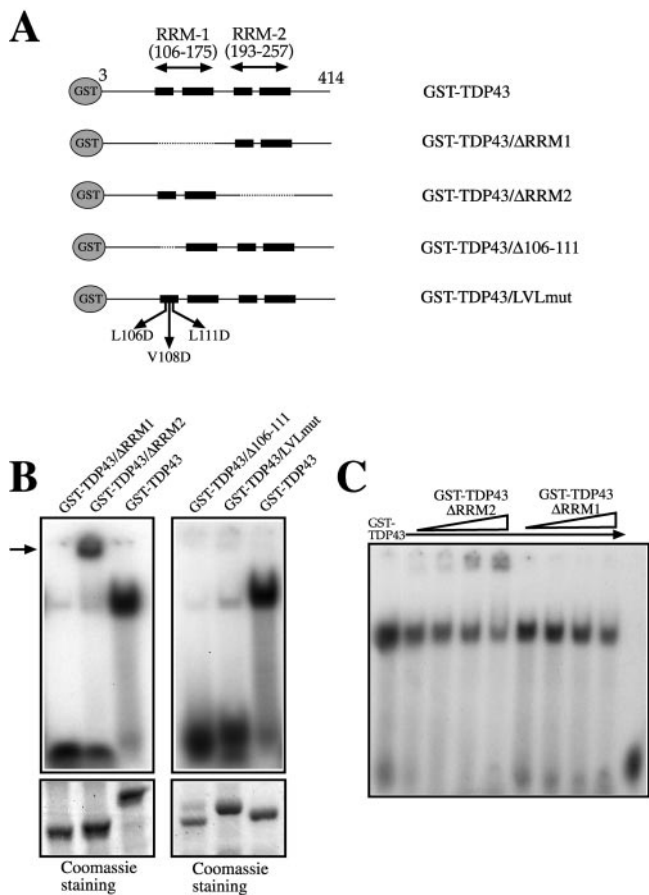 A
RRM-1 RRM-2
(106-175) (193-257)
3 414
GST GST-TDP43
GST GST-TDP43/ΔRRM1
GST GST-TDP43/ΔRRM2
GST GST-TDP43/Δ106-111
GST GST-TDP43/LVLmut
L106D L111D
V108D
B
GST-TDP43/ΔRRM1
GST-TDP43/ΔRRM2
GST-TDP43
GST-TDP43/Δ106-111
GST-TDP43/LVLmut
GST-TDP43
Coomassie
staining
Coomassie
staining
C
GST-TDP43
ΔRRM2
GST-TDP43
ΔRRM1
GST-
TDP43